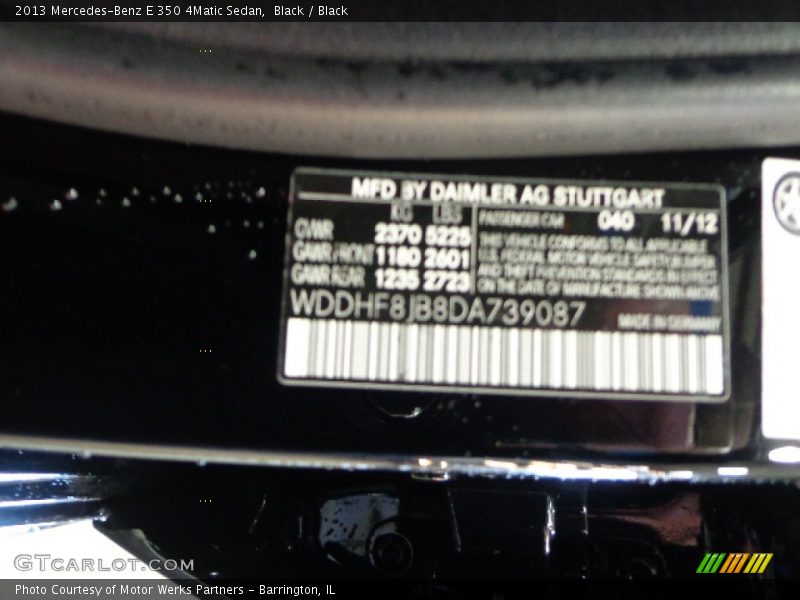 2013 Mercedes-Benz E 350 4Matic Sedan, Black / Black
MFD BY DAIMLER AG STUTTGART
KG LBS PASSENGER CAR 040 11/12
GVWR 2370 5225 THIS VEHICLE CONFORMS TO ALL APPLICABLE
GAWR FRONT 1180 2601 U.S. FEDERAL MOTOR VEHICLE SAFETY BUMPER
GAWR REAR 1235 2723 AND THEFT PREVENTION STANDARDS IN EFFECT
ON THE DATE OF MANUFACTURE SHOWN ABOVE
WDDHF8JB8DA739087 MADE IN GERMANY
GTcarlot.com
Photo Courtesy of Motor Werks Partners - Barrington, IL